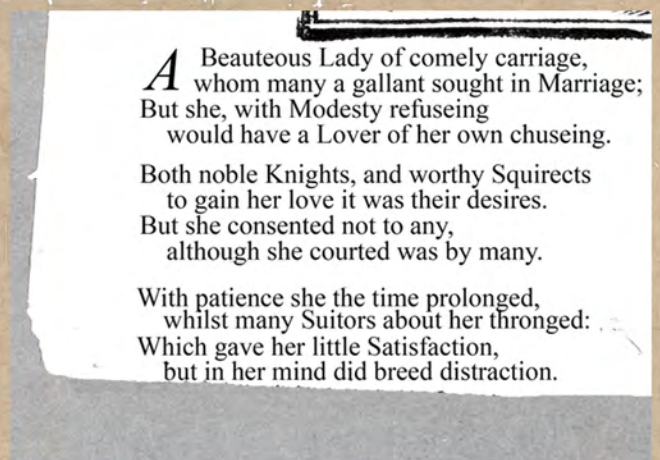 A Beauteous Lady of comely carriage,
whom many a gallant sought in Marriage;
But she, with Modesty refuseing
would have a Lover of her own chuseing.
Both noble Knights, and worthy Squirects
to gain her love it was their desires.
But she consented not to any,
although she courted was by many.
With patience she the time prolonged,
whilst many Suitors about her thronged:
Which gave her little Satisfaction,
but in her mind did breed distraction.